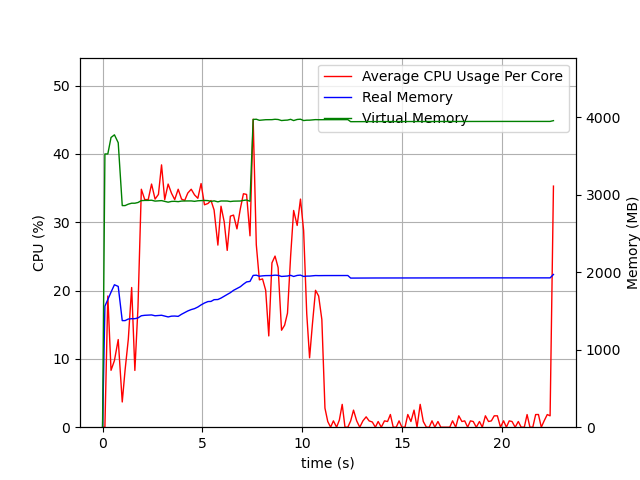 Average CPU Usage Per Core
Real Memory
Virtual Memory
CPU (%)
50
40
30
20
10
0
Memory (MB)
4000
3000
2000
1000
0
0 5 10 15 20
time (s)